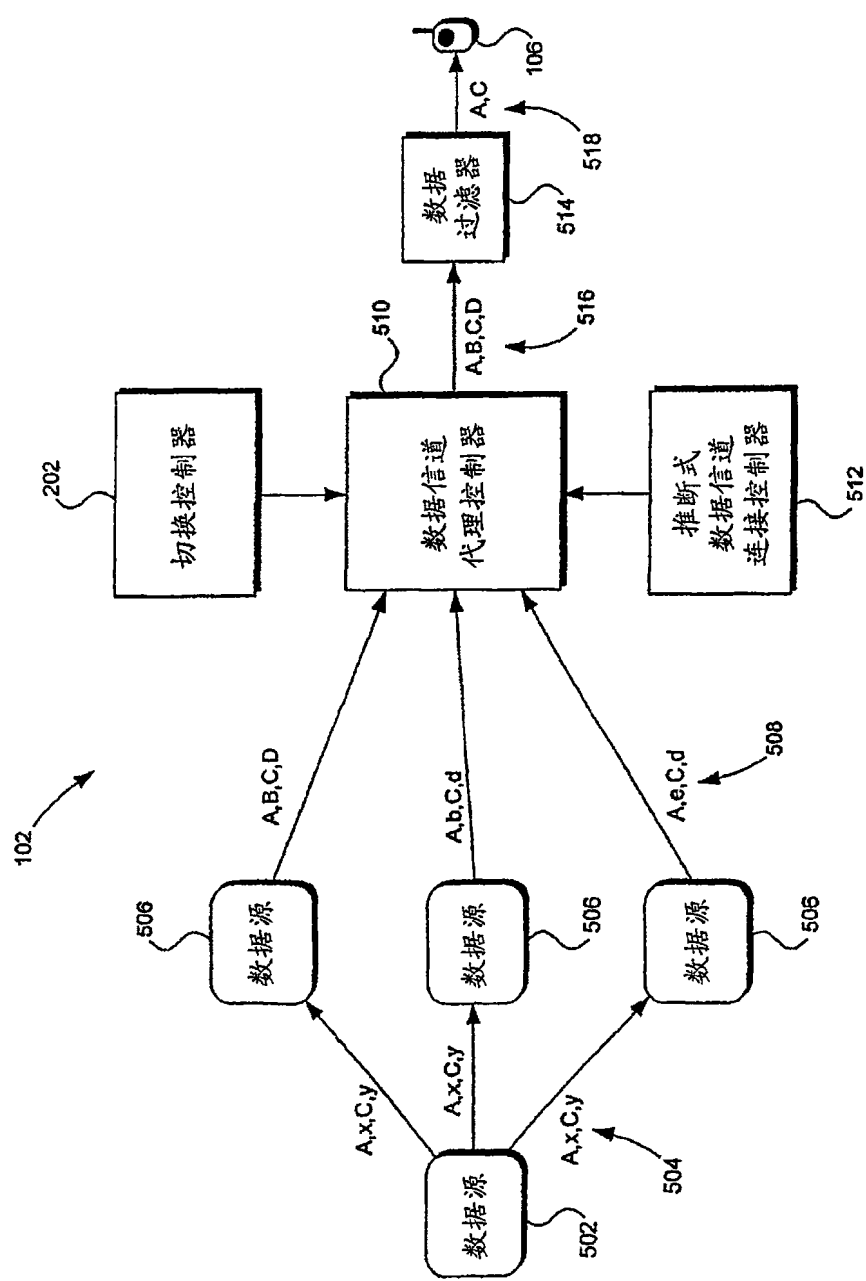 102
202
切换控制器
506
数据源
A,B,C,D
A,x,C,y
510
数据信道
代理控制器
数据
过滤器
A,x,C,y
A,b,C,d
A,B,C,D
A,C
数据源
数据源
106
514
518
516
502
506
A,x,C,y
504
A,e,C,d
推断式
数据信道
连接控制器
数据源
508
506
512